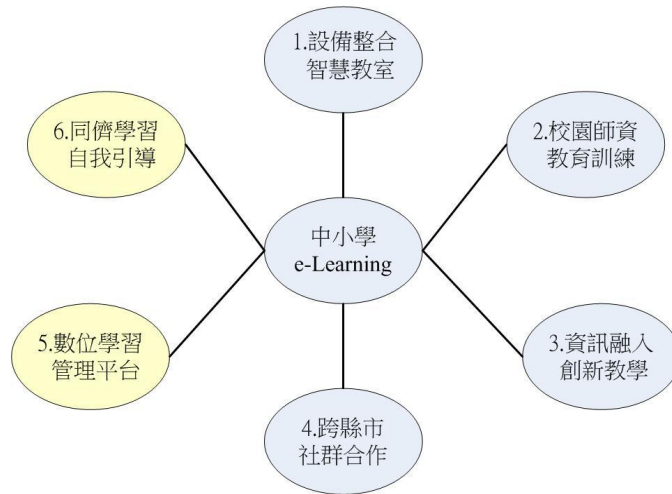 1.設備整合
智慧教室
2.校園師資
教育訓練
3.資訊融入
創新教學
4.跨縣市
社群合作
5.數位學習
管理平台
6.同儕學習
自我引導
中小學
e-Learning